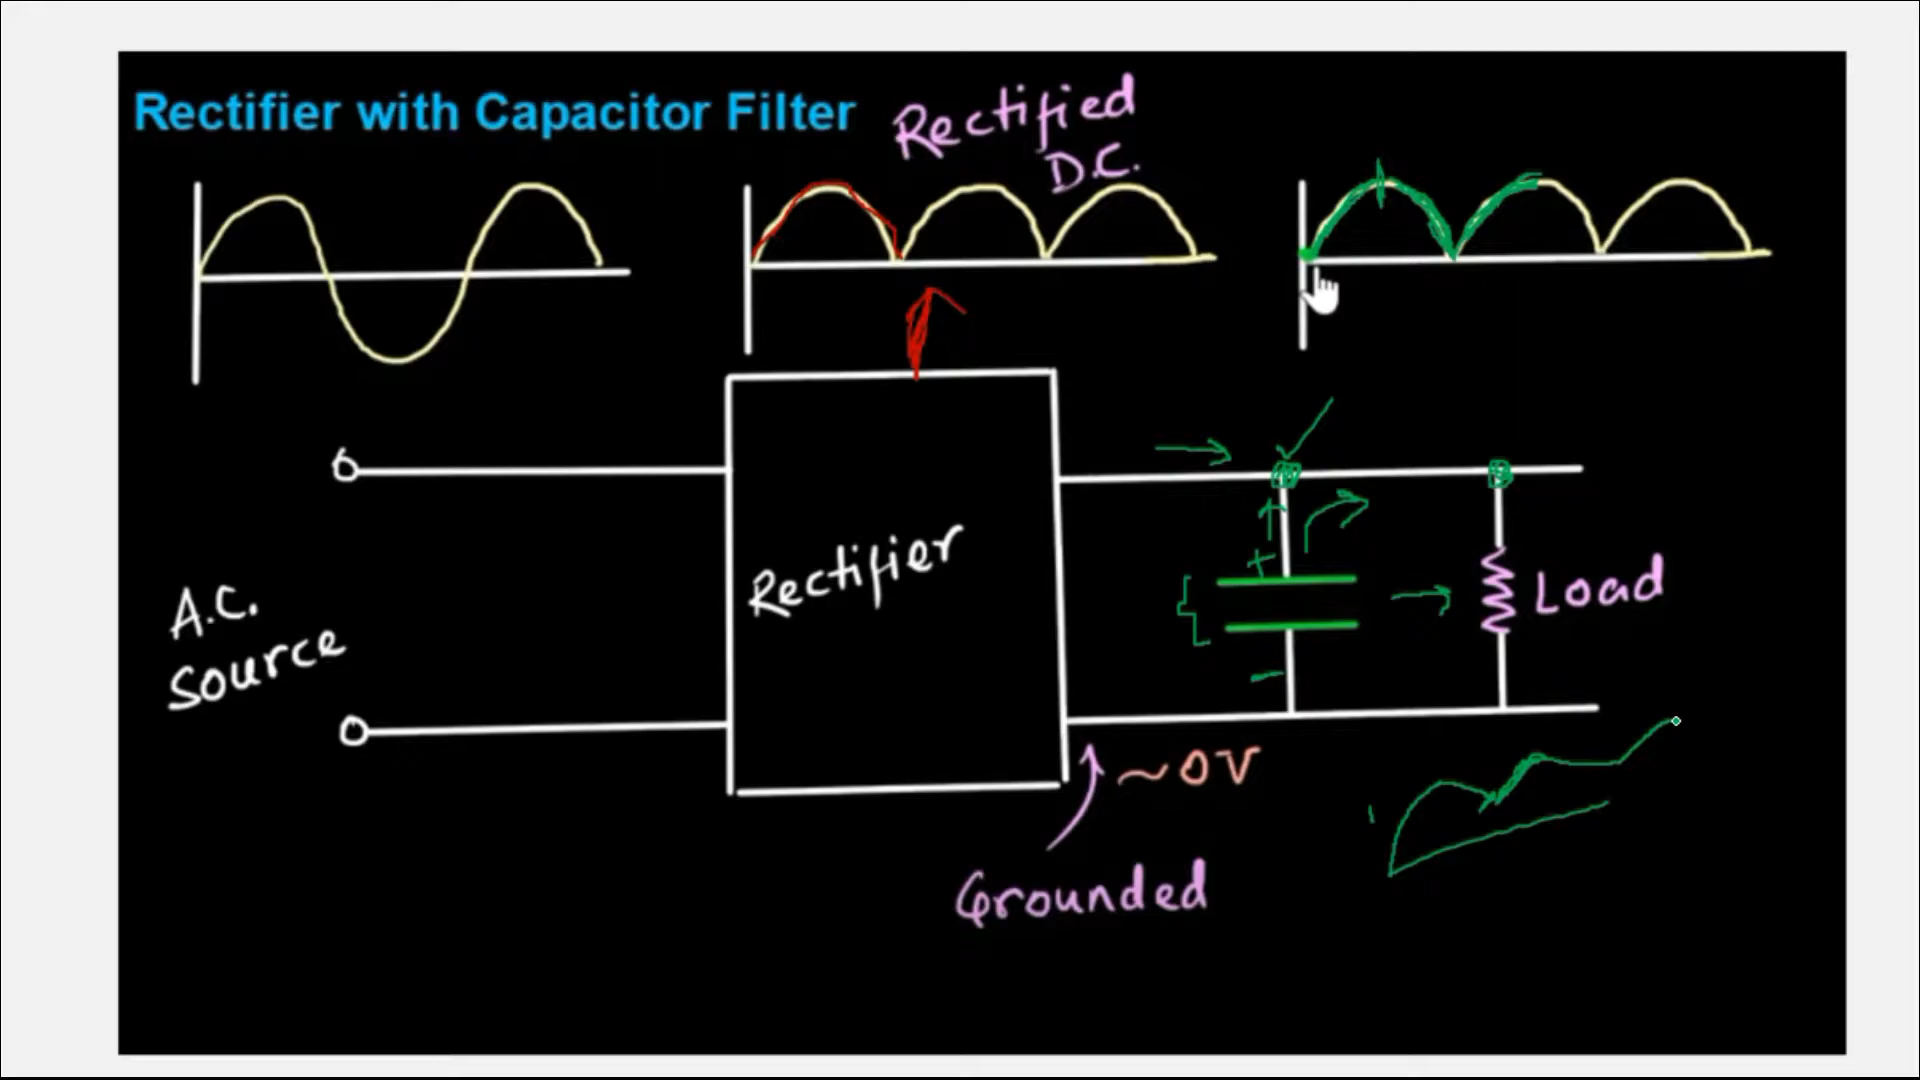 Rectifier with Capacitor Filter
Rectified
D.C.
A.C.
Source
Rectifier
+
-
Load
~0V
Grounded